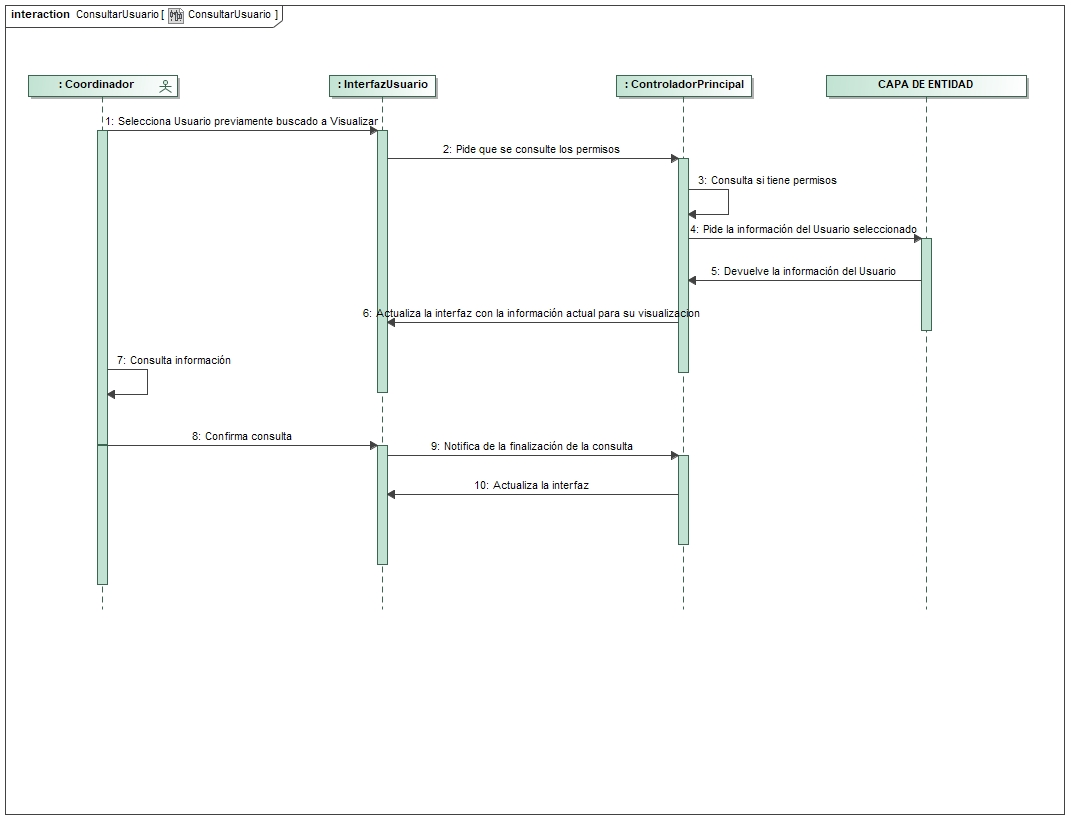 interaction ConsultarUsuario [ ConsultarUsuario ]
: Coordinador
: InterfazUsuario
: ControladorPrincipal
CAPA DE ENTIDAD
1: Selecciona Usuario previamente buscado a Visualizar
2: Pide que se consulte los permisos
3: Consulta si tiene permisos
4: Pide la información del Usuario seleccionado
5: Devuelve la información del Usuario
6: Actualiza la interfaz con la información actual para su visualización
7: Consulta información
8: Confirma consulta
9: Notifica de la finalización de la consulta
10: Actualiza la interfaz